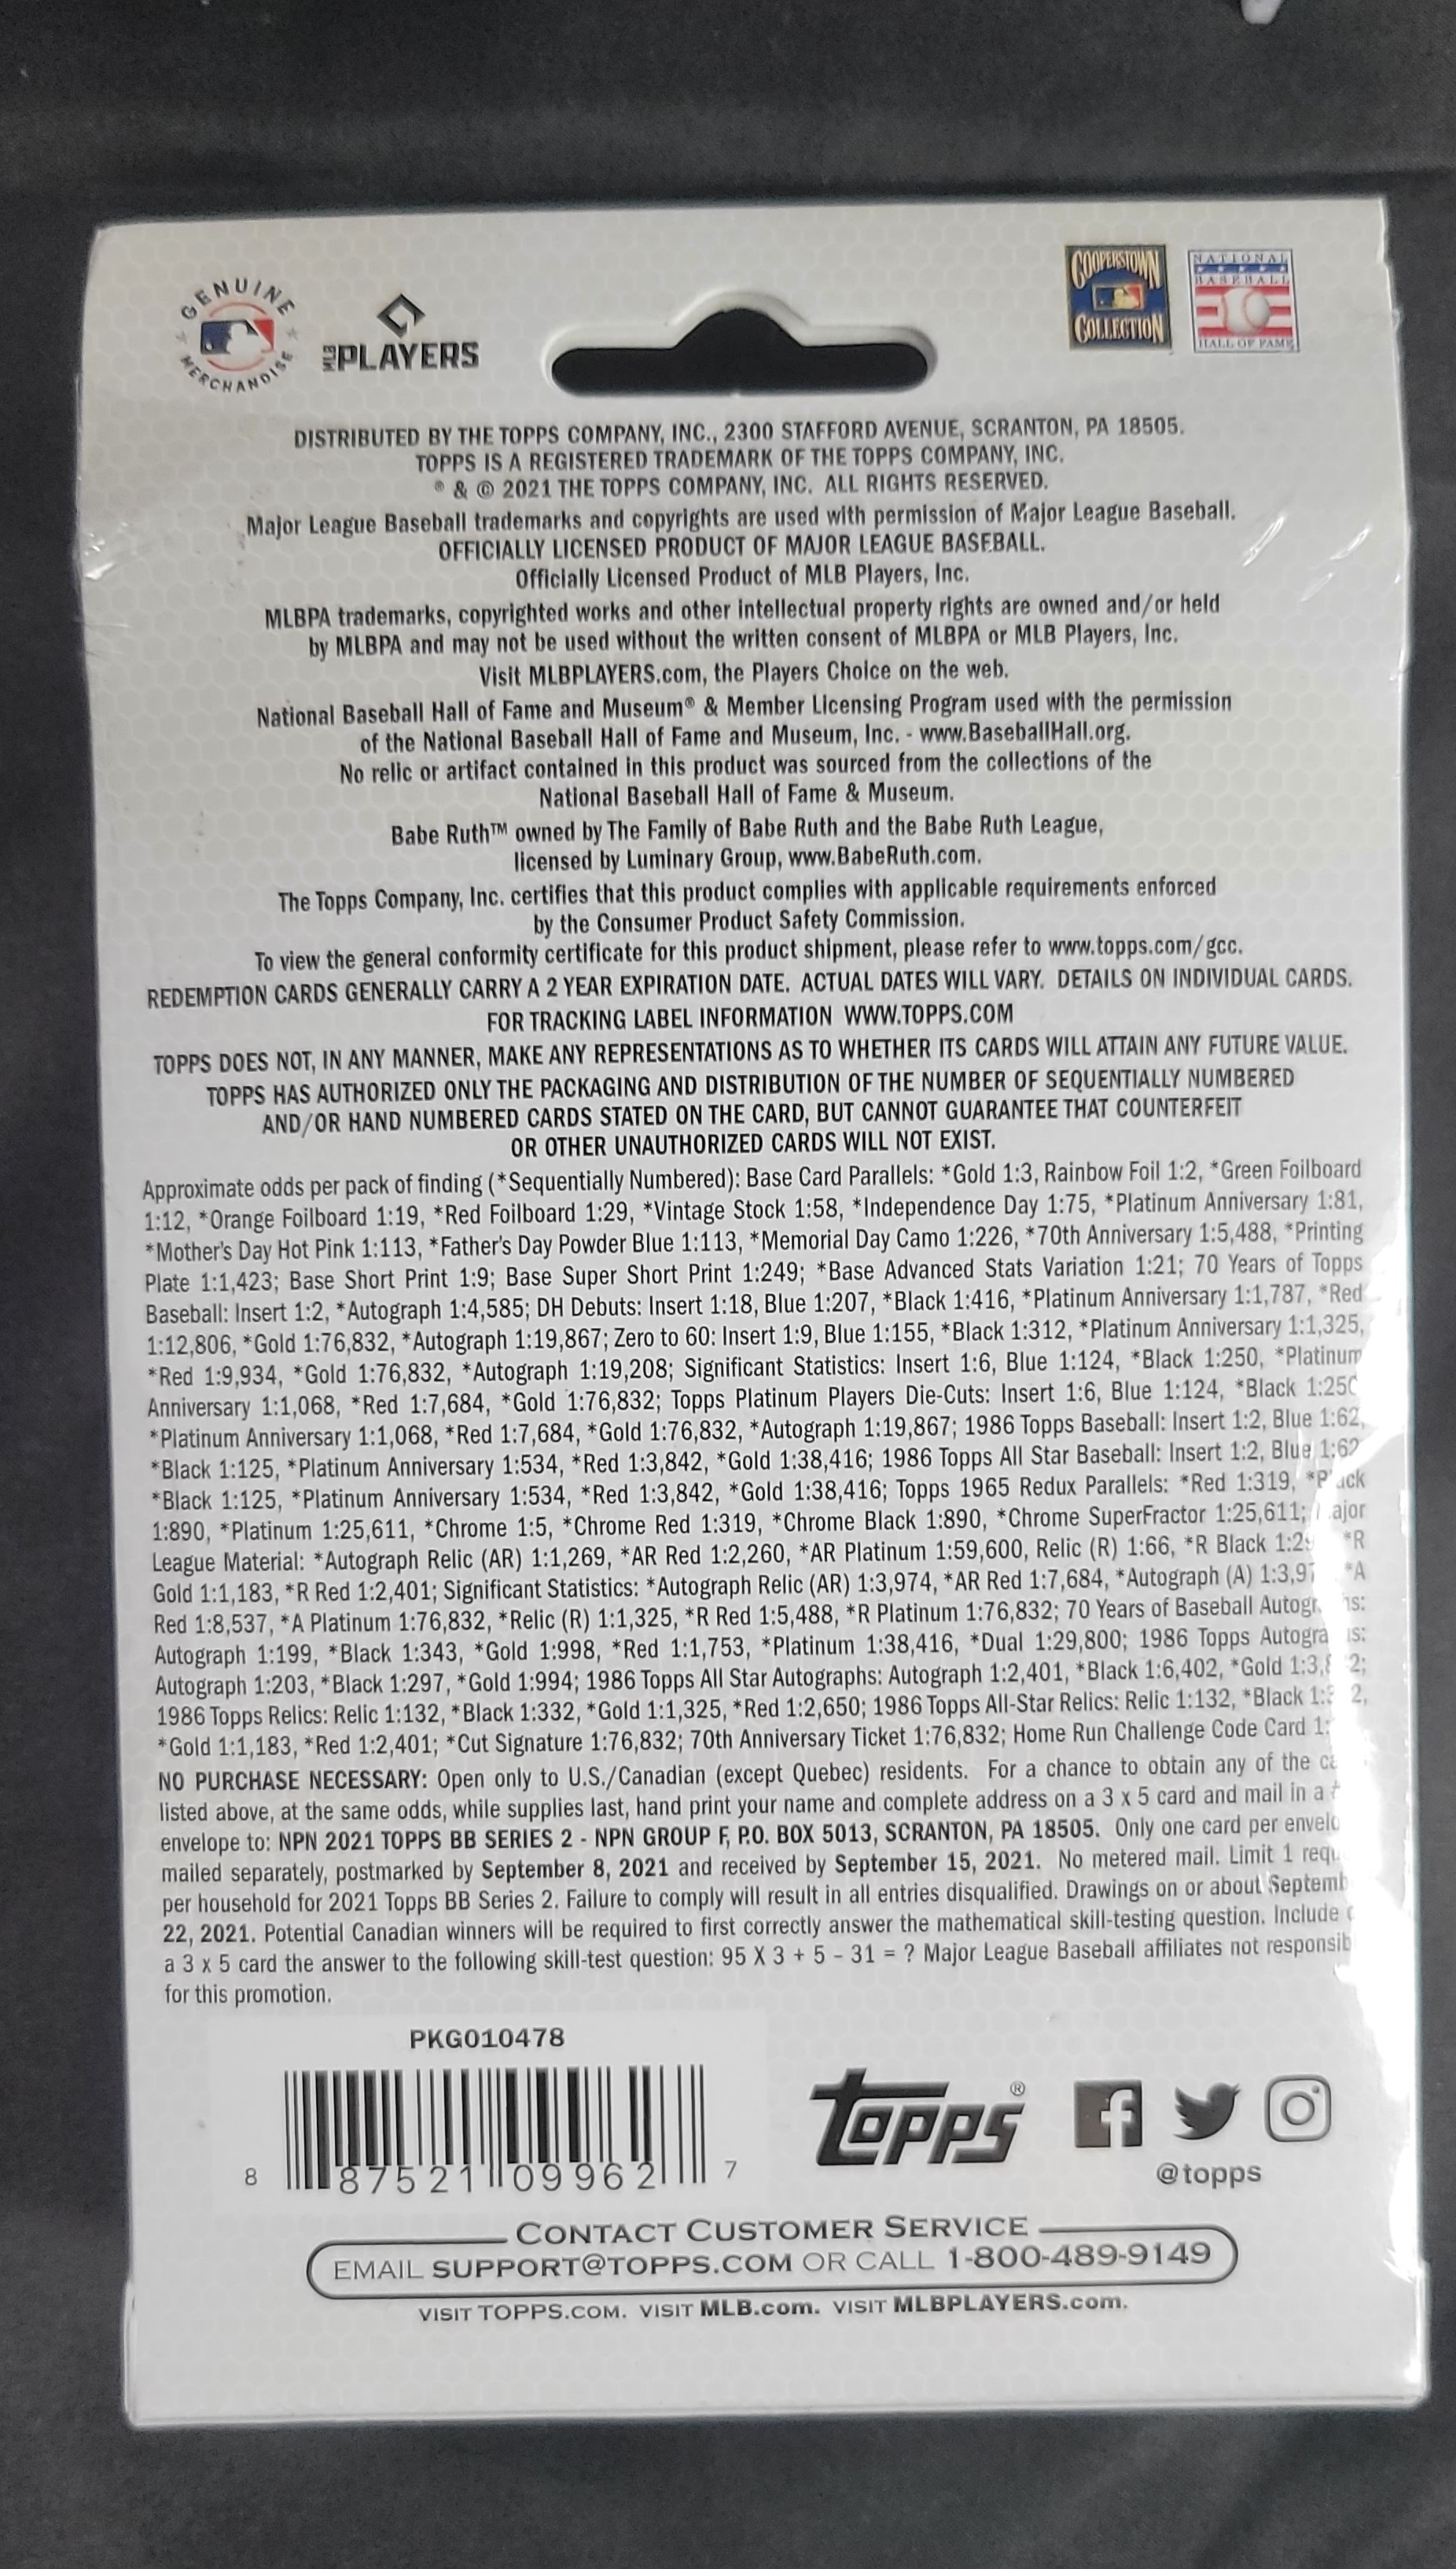 GENUINE MERCHANDISE
MLB PLAYERS
COOPERSTOWN
COLLECTION
NATIONAL
BASEBALL
HALL OF FAME
DISTRIBUTED BY THE TOPPS COMPANY, INC., 2300 STAFFORD AVENUE, SCRANTON, PA 18505.
TOPPS IS A REGISTERED TRADEMARK OF THE TOPPS COMPANY, INC.
® & © 2021 THE TOPPS COMPANY, INC. ALL RIGHTS RESERVED.
Major League Baseball trademarks and copyrights are used with permission of Major League Baseball.
OFFICIALLY LICENSED PRODUCT OF MAJOR LEAGUE BASEBALL.
Officially Licensed Product of MLB Players, Inc.
MLBPA trademarks, copyrighted works and other intellectual property rights are owned and/or held
by MLBPA and may not be used without the written consent of MLBPA or MLB Players, Inc.
Visit MLBPLAYERS.com, the Players Choice on the web.
National Baseball Hall of Fame and Museum® & Member Licensing Program used with the permission
of the National Baseball Hall of Fame and Museum, Inc. - www.BaseballHall.org.
No relic or artifact contained in this product was sourced from the collections of the
National Baseball Hall of Fame & Museum.
Babe Ruth™ owned by The Family of Babe Ruth and the Babe Ruth League,
licensed by Luminary Group, www.BabeRuth.com.
The Topps Company, Inc. certifies that this product complies with applicable requirements enforced
by the Consumer Product Safety Commission.
To view the general conformity certificate for this product shipment, please refer to www.topps.com/gcc.
REDEMPTION CARDS GENERALLY CARRY A 2 YEAR EXPIRATION DATE. ACTUAL DATES WILL VARY. DETAILS ON INDIVIDUAL CARDS.
FOR TRACKING LABEL INFORMATION WWW.TOPPS.COM
TOPPS DOES NOT, IN ANY MANNER, MAKE ANY REPRESENTATIONS AS TO WHETHER ITS CARDS WILL ATTAIN ANY FUTURE VALUE.
TOPPS HAS AUTHORIZED ONLY THE PACKAGING AND DISTRIBUTION OF THE NUMBER OF SEQUENTIALLY NUMBERED
AND/OR HAND NUMBERED CARDS STATED ON THE CARD, BUT CANNOT GUARANTEE THAT COUNTERFEIT
OR OTHER UNAUTHORIZED CARDS WILL NOT EXIST.
Approximate odds per pack of finding (*Sequentially Numbered): Base Card Parallels: *Gold 1:3, Rainbow Foil 1:2, *Green Foilboard
1:12, *Orange Foilboard 1:19, *Red Foilboard 1:29, *Vintage Stock 1:58, *Independence Day 1:75, *Platinum Anniversary 1:81,
*Mother's Day Hot Pink 1:113, *Father's Day Powder Blue 1:113, *Memorial Day Camo 1:226, *70th Anniversary 1:5,488, *Printing
Plate 1:1,423; Base Short Print 1:9; Base Super Short Print 1:249; *Base Advanced Stats Variation 1:21; 70 Years of Topps
Baseball: Insert 1:2, *Autograph 1:4,585; DH Debuts: Insert 1:18, Blue 1:207, *Black 1:416, *Platinum Anniversary 1:1,787, *Red
1:12,806, *Gold 1:76,832, *Autograph 1:19,867; Zero to 60: Insert 1:9, Blue 1:155, *Black 1:312, *Platinum Anniversary 1:1,325,
*Red 1:9,934, *Gold 1:76,832, *Autograph 1:19,208; Significant Statistics: Insert 1:6, Blue 1:124, *Black 1:250, *Platinum
Anniversary 1:1,068, *Red 1:7,684, *Gold 1:76,832; Topps Platinum Players Die-Cuts: Insert 1:6, Blue 1:124, *Black
*Platinum Anniversary 1:1,068, *Red 1:7,684, *Gold 1:76,832, *Autograph 1:19,867; 1986 Topps Baseball: Insert 1:2, Blue 1:62,
*Black 1:125, *Platinum Anniversary 1:534, *Red 1:3,842, *Gold 1:38,416; 1986 Topps All Star Baseball: Insert 1:2, Blue 1:62
*Black 1:125, *Platinum Anniversary 1:534, *Red 1:3,842, *Gold 1:38,416; Topps 1965 Redux Parallels: *Red 1:319,
1:890, *Platinum 1:25,611, *Chrome 1:5, *Chrome Red 1:319, *Chrome Black 1:890, *Chrome SuperFractor 1:25,611;
League Material: *Autograph Relic (AR) 1:1,269, *AR Red 1:2,260, *AR Platinum 1:59,600, Relic (R) 1:66, *R Black *R
Gold 1:1,183, *R Red 1:2,401; Significant Statistics: *Autograph Relic (AR) 1:3,974, *AR Red 1:7,684, *Autograph (A) *A
Red 1:8,537, *A Platinum 1:76,832, *Relic (R) 1:1,325, *R Red 1:5,488, *R Platinum 1:76,832; 70 Years of Baseball
Autograph 1:199, *Black 1:343, *Gold 1:998, *Red 1:1,753, *Platinum 1:38,416, *Dual 1:29,800; 1986 Topps
Autograph 1:203, *Black 1:297, *Gold 1:994; 1986 Topps All Star Autographs: Autograph 1:2,401, *Black 1:6,402, *Gold
1986 Topps Relics: Relic 1:132, *Black 1:332, *Gold 1:1,325, *Red 1:2,650; 1986 Topps All-Star Relics: Relic 1:132, *Black
*Gold 1:1,183, *Red 1:2,401; *Cut Signature 1:76,832; 70th Anniversary Ticket 1:76,832; Home Run Challenge Code Card
NO PURCHASE NECESSARY: Open only to U.S./Canadian (except Quebec) residents. For a chance to obtain any of the
listed above, at the same odds, while supplies last, hand print your name and complete address on a 3 x 5 card and mail in a
envelope to: NPN 2021 TOPPS BB SERIES 2 - NPN GROUP F, P.O. BOX 5013, SCRANTON, PA 18505. Only one card per
mailed separately, postmarked by September 8, 2021 and received by September 15, 2021. No metered mail. Limit 1
per household for 2021 Topps BB Series 2. Failure to comply will result in all entries disqualified. Drawings on or about
22, 2021. Potential Canadian winners will be required to first correctly answer the mathematical skill-testing question. Include
a 3 x 5 card the answer to the following skill-test question: 95 X 3 + 5 - 31 = ? Major League Baseball affiliates not
for this promotion.
PKG010478
8 87521 09962 7
Topps®
@topps
CONTACT CUSTOMER SERVICE
EMAIL SUPPORT@TOPPS.COM OR CALL 1-800-489-9149
VISIT TOPPS.COM. VISIT MLB.com. VISIT MLBPLAYERS.com.